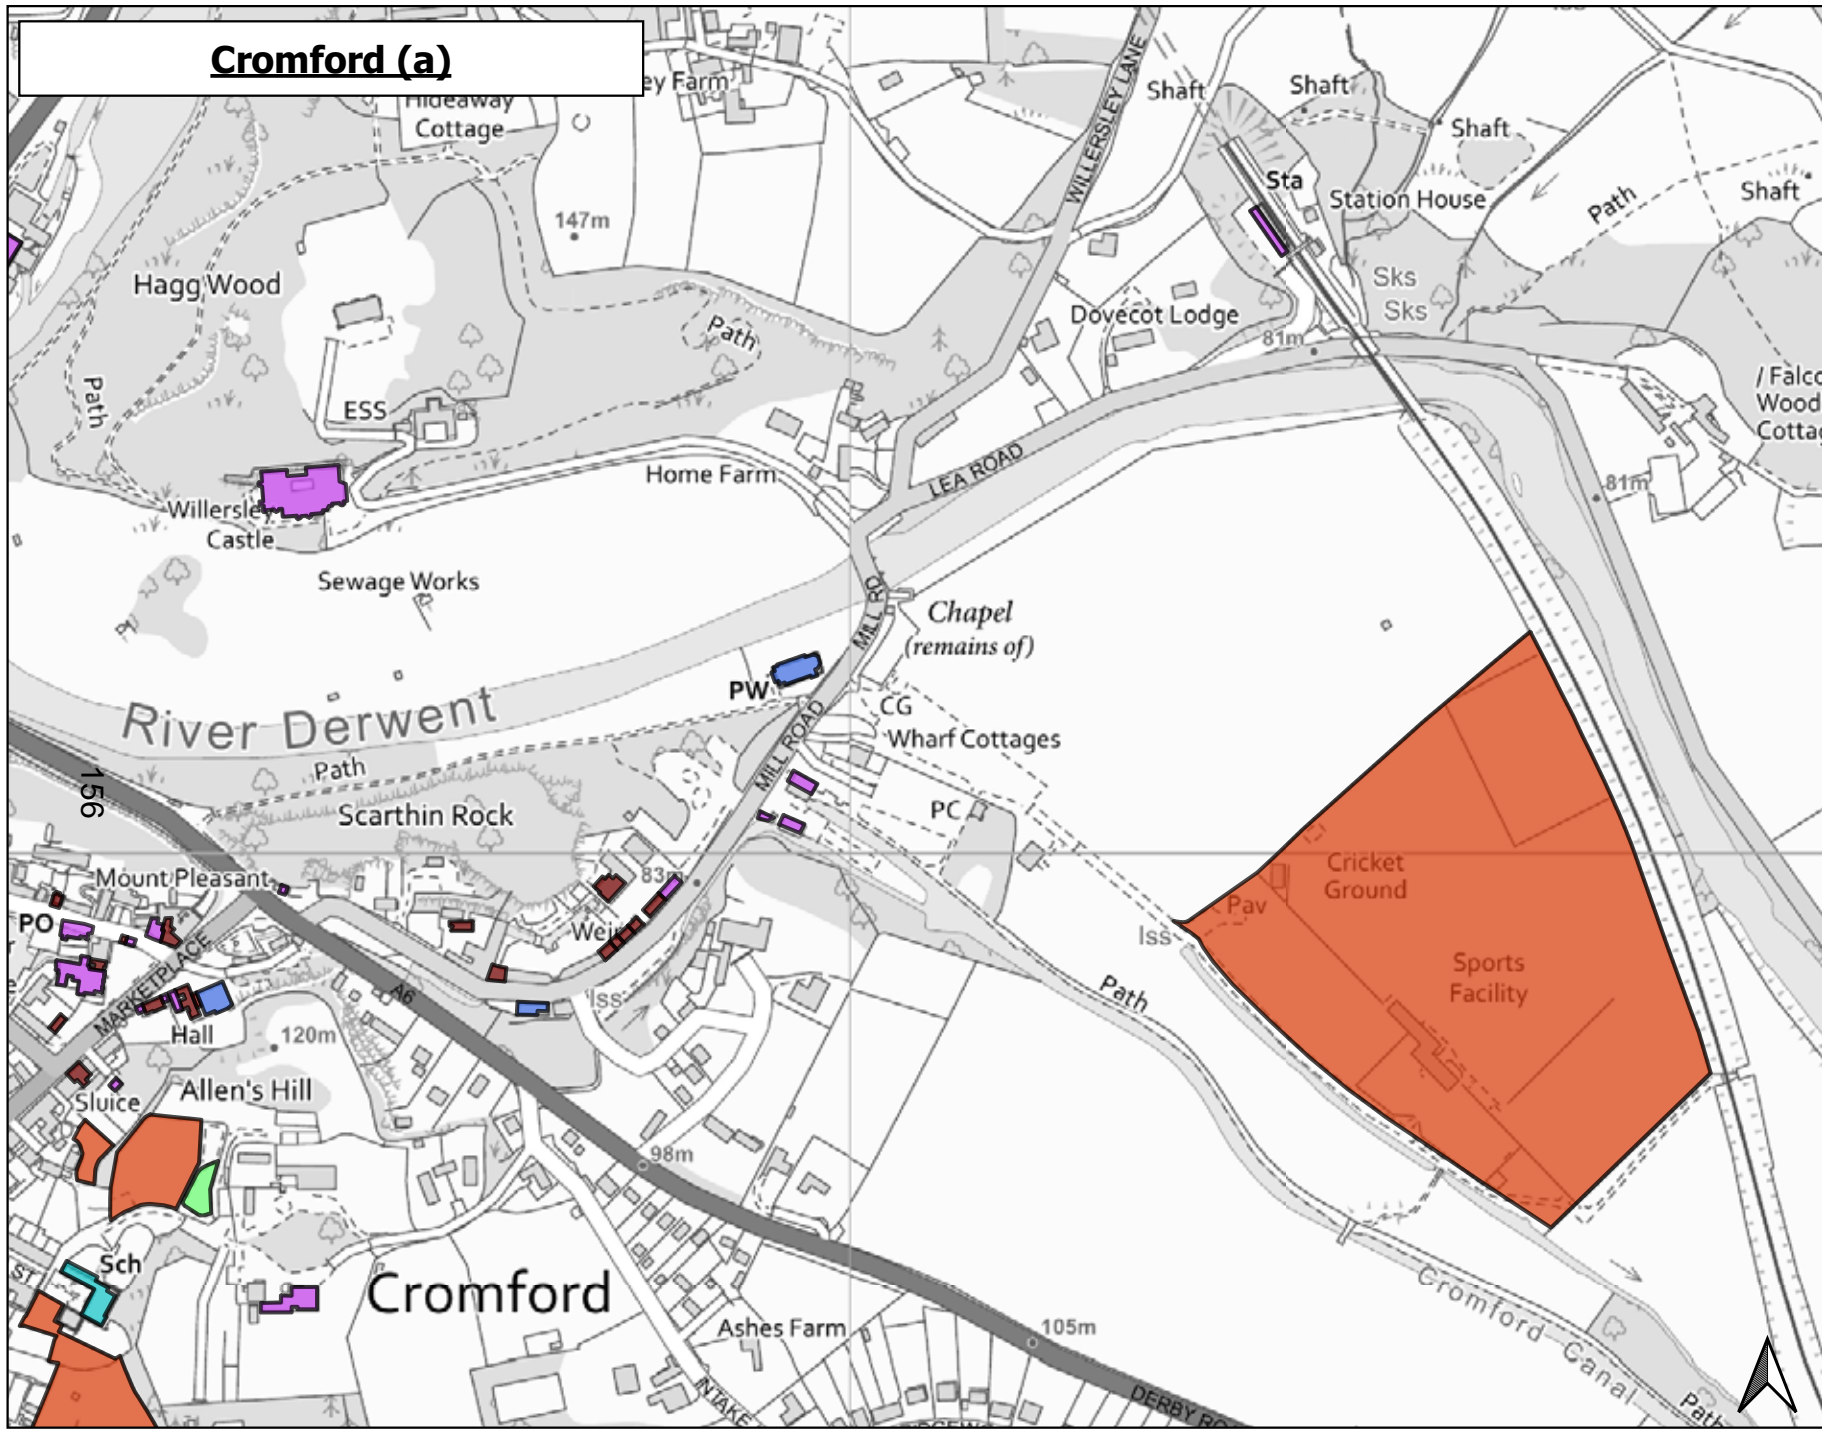 Cromford (a)
ey Farm
Hideaway
Cottage
WILLERSLEY LANE
Shaft
Shaft
Shaft
Shaft
Sta
Station House
Path
147m
Hagg Wood
Path
Sks
Sks
Dovecot Lodge
81m
Path
ESS
/ Falco
Wood
Cottag
Home Farm
LEA ROAD
81m
Willersley
Castle
Sewage Works
MILL RD
Chapel
(remains of)
PW
CG
River Derwent
MILL ROAD
Wharf Cottages
Path
156
Scarthin Rock
PC
Mount Pleasant
83m
Cricket
Ground
Pav
PO
Weir
Iss
MARKETPLACE
A6
Iss
Path
Sports
Facility
Hall
120m
Allen's Hill
Sluice
98m
Sch
ST
Cromford
Ashes Farm
105m
Cromford Canal
INTAKE
DERBY RO
Path